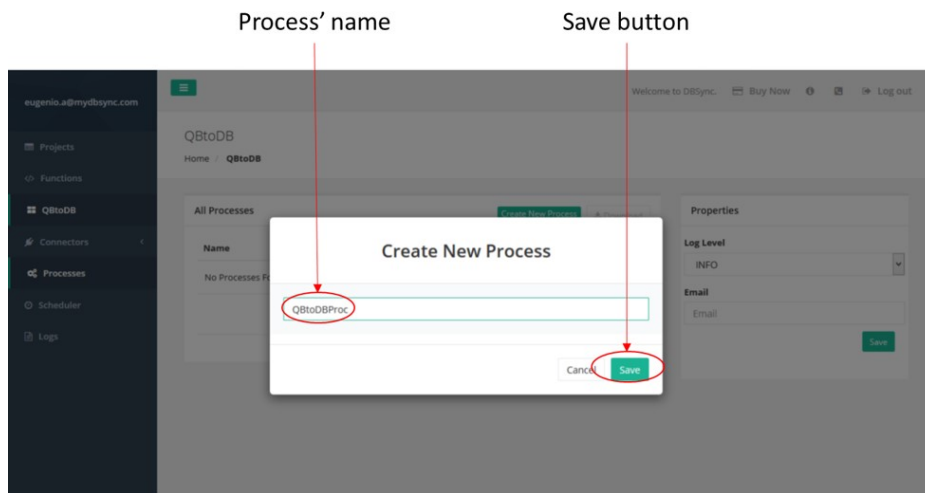 Process’ name
Save button
eugenio.a@mydbsync.com
Welcome to DBSync.
Buy Now
Log out
Projects
Functions
QBtoDB
Connectors
Processes
Scheduler
Logs
QBtoDB
Home / QBtoDB
All Processes
Create New Process
Name
No Processes
Create New Process
QBtoDBProc
Cancel
Save
Properties
Log Level
INFO
Email
Email
Save